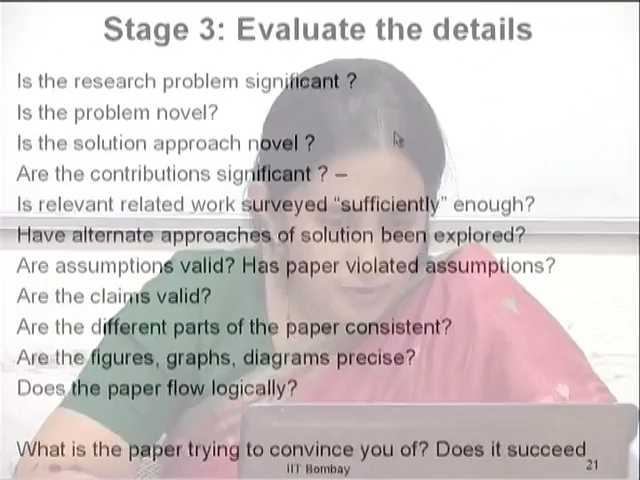 Stage 3: Evaluate the details
Is the research problem significant ?
Is the problem novel?
Is the solution approach novel ?
Are the contributions significant ? –
Is relevant related work surveyed “sufficiently” enough?
Have alternate approaches of solution been explored?
Are assumptions valid? Has paper violated assumptions?
Are the claims valid?
Are the different parts of the paper consistent?
Are the figures, graphs, diagrams precise?
Does the paper flow logically?
What is the paper trying to convince you of? Does it succeed
IIT Bombay
21